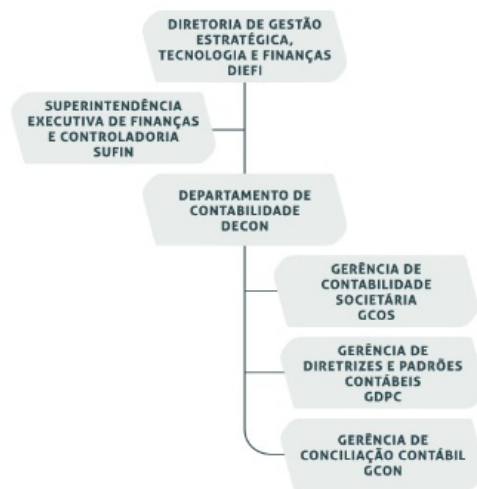 DIRETORIA DE GESTÃO
ESTRATÉGICA,
TECNOLOGIA E FINANÇAS
DIEFI
SUPERINTENDÊNCIA
EXECUTIVA DE FINANÇAS
E CONTROLADORIA
SUFIN
DEPARTAMENTO DE
CONTABILIDADE
DECON
GERÊNCIA DE
CONTABILIDADE
SOCIETÁRIA
GCOS
GERÊNCIA DE
DIRETRIZES E PADRÕES
CONTÁBEIS
GDPC
GERÊNCIA DE
CONCILIAÇÃO CONTÁBIL
GCON